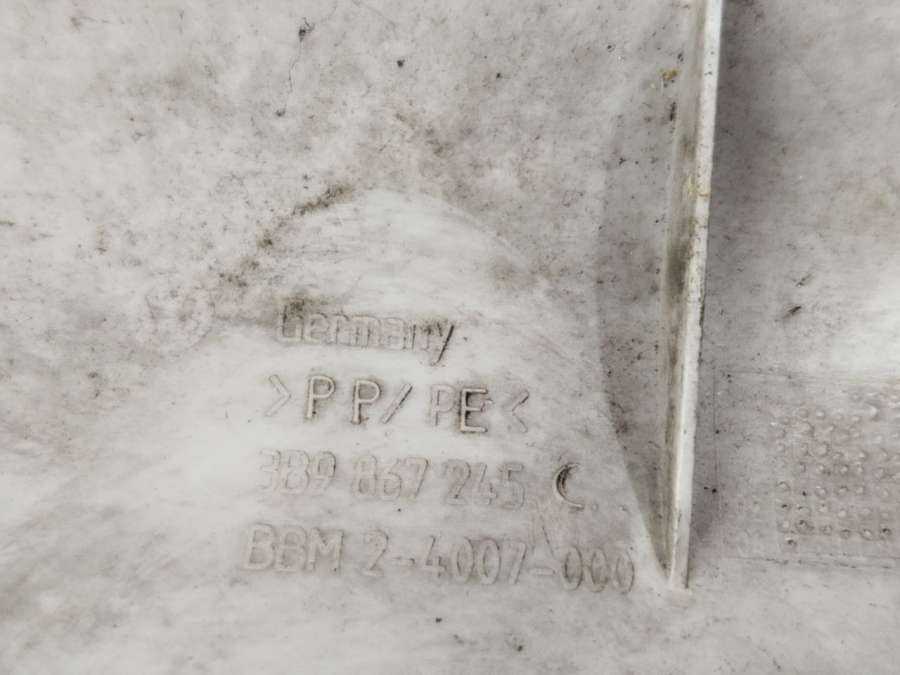 Germany
>PP/PE<
3B9 867 245 C
BBM 2-4007-000